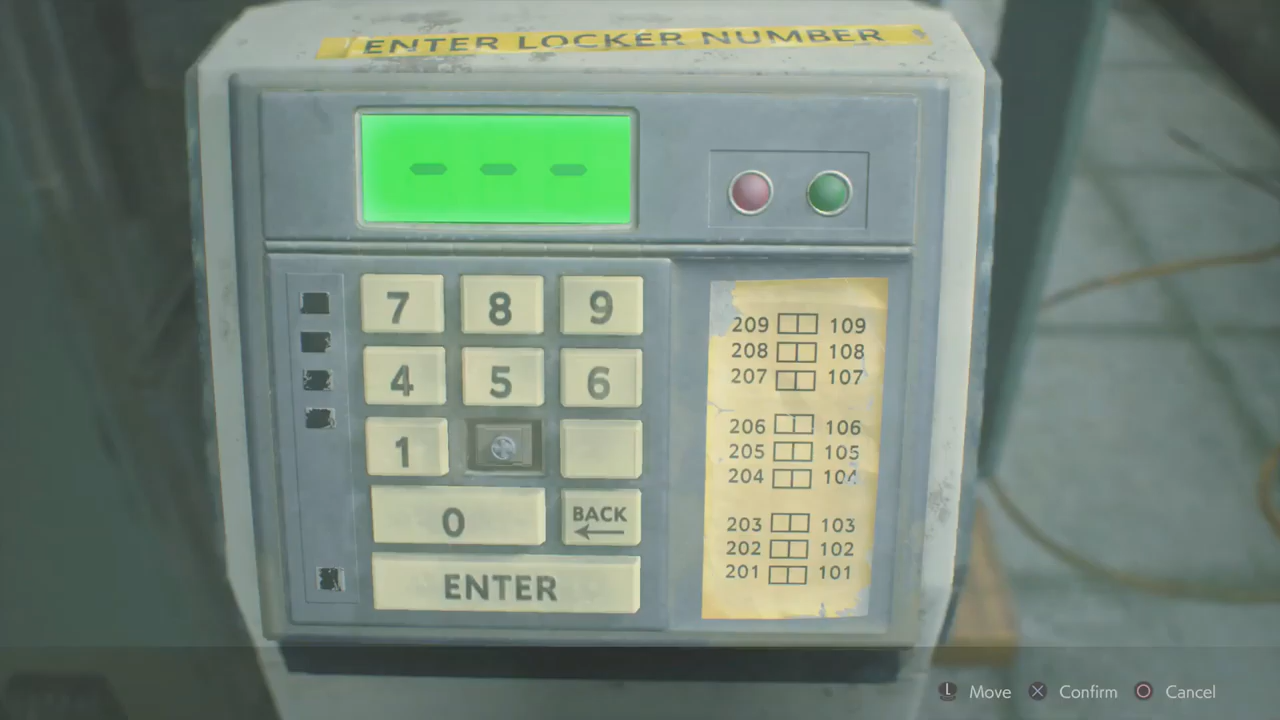 ENTER LOCKER NUMBER
7 8 9
4 5 6
1
0 BACK
ENTER
209 109
208 108
207 107
206 106
205 105
204 104
203 103
202 102
201 101
L Move Confirm Cancel